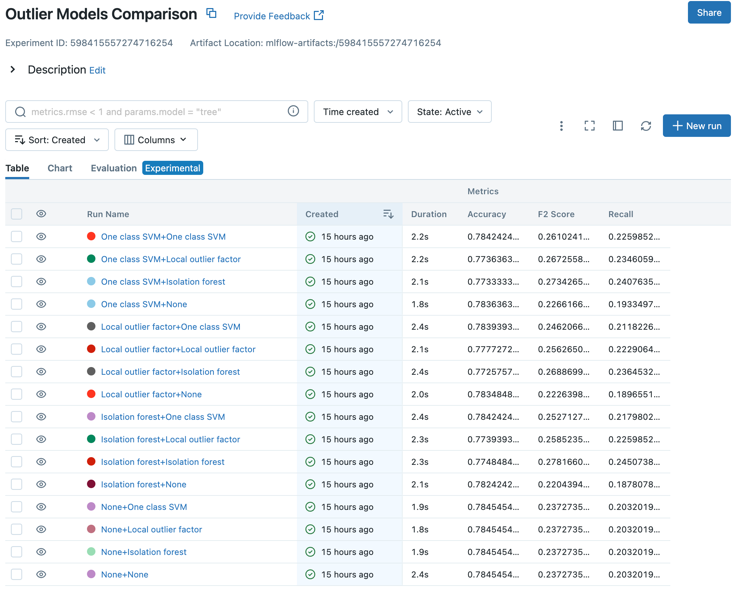 Outlier Models Comparison Provide Feedback Share
Experiment ID: 598415557274716254 Artifact Location: mlflow-artifacts:/598415557274716254
Description Edit
metrics.rmse < 1 and params.model = "tree" Time created State: Active
Sort: Created Columns + New run
Table Chart Evaluation Experimental
Metrics
Run Name Created Duration Accuracy F2 Score Recall
One class SVM+One class SVM 15 hours ago 2.2s 0.7842424... 0.2610241... 0.2259852...
One class SVM+Local outlier factor 15 hours ago 2.2s 0.7736363... 0.2672558... 0.2346059...
One class SVM+Isolation forest 15 hours ago 2.1s 0.7733333... 0.2734265... 0.2407635...
One class SVM+None 15 hours ago 1.8s 0.7836363... 0.2266166... 0.1933497...
Local outlier factor+One class SVM 15 hours ago 2.4s 0.7839393... 0.2462066... 0.2118226...
Local outlier factor+Local outlier factor 15 hours ago 2.1s 0.7777272... 0.2562650... 0.2229064...
Local outlier factor+Isolation forest 15 hours ago 2.4s 0.7725757... 0.2688699... 0.2364532...
Local outlier factor+None 15 hours ago 2.0s 0.7834848... 0.2226398... 0.1896551...
Isolation forest+One class SVM 15 hours ago 2.4s 0.7842424... 0.2527127... 0.2179802...
Isolation forest+Local outlier factor 15 hours ago 2.3s 0.7739393... 0.2585235... 0.2259852...
Isolation forest+Isolation forest 15 hours ago 2.3s 0.7748484... 0.2781660... 0.2450738...
Isolation forest+None 15 hours ago 2.1s 0.7824242... 0.2204394... 0.1878078...
None+One class SVM 15 hours ago 1.9s 0.7845454... 0.2372735... 0.2032019...
None+Local outlier factor 15 hours ago 1.8s 0.7845454... 0.2372735... 0.2032019...
None+Isolation forest 15 hours ago 1.9s 0.7845454... 0.2372735... 0.2032019...
None+None 15 hours ago 2.4s 0.7845454... 0.2372735... 0.2032019...